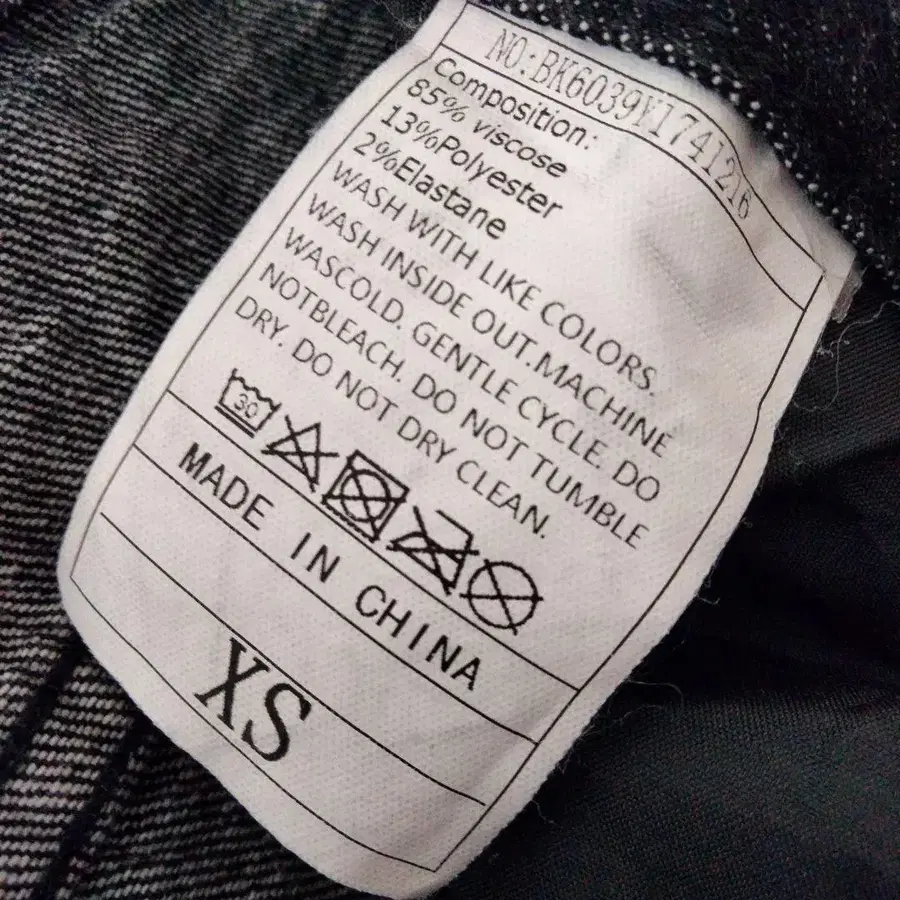 NO:BK6039YI741216
Composition:
85% viscose
13%Polyester
2%Elastane
WASH WITH LIKE COLORS.
WASH INSIDE OUT.MACHINE
WASCOLD. GENTLE CYCLE. DO
NOTBLEACH. DO NOT TUMBLE
DRY. DO NOT DRY CLEAN.
30
MADE IN CHINA
XS